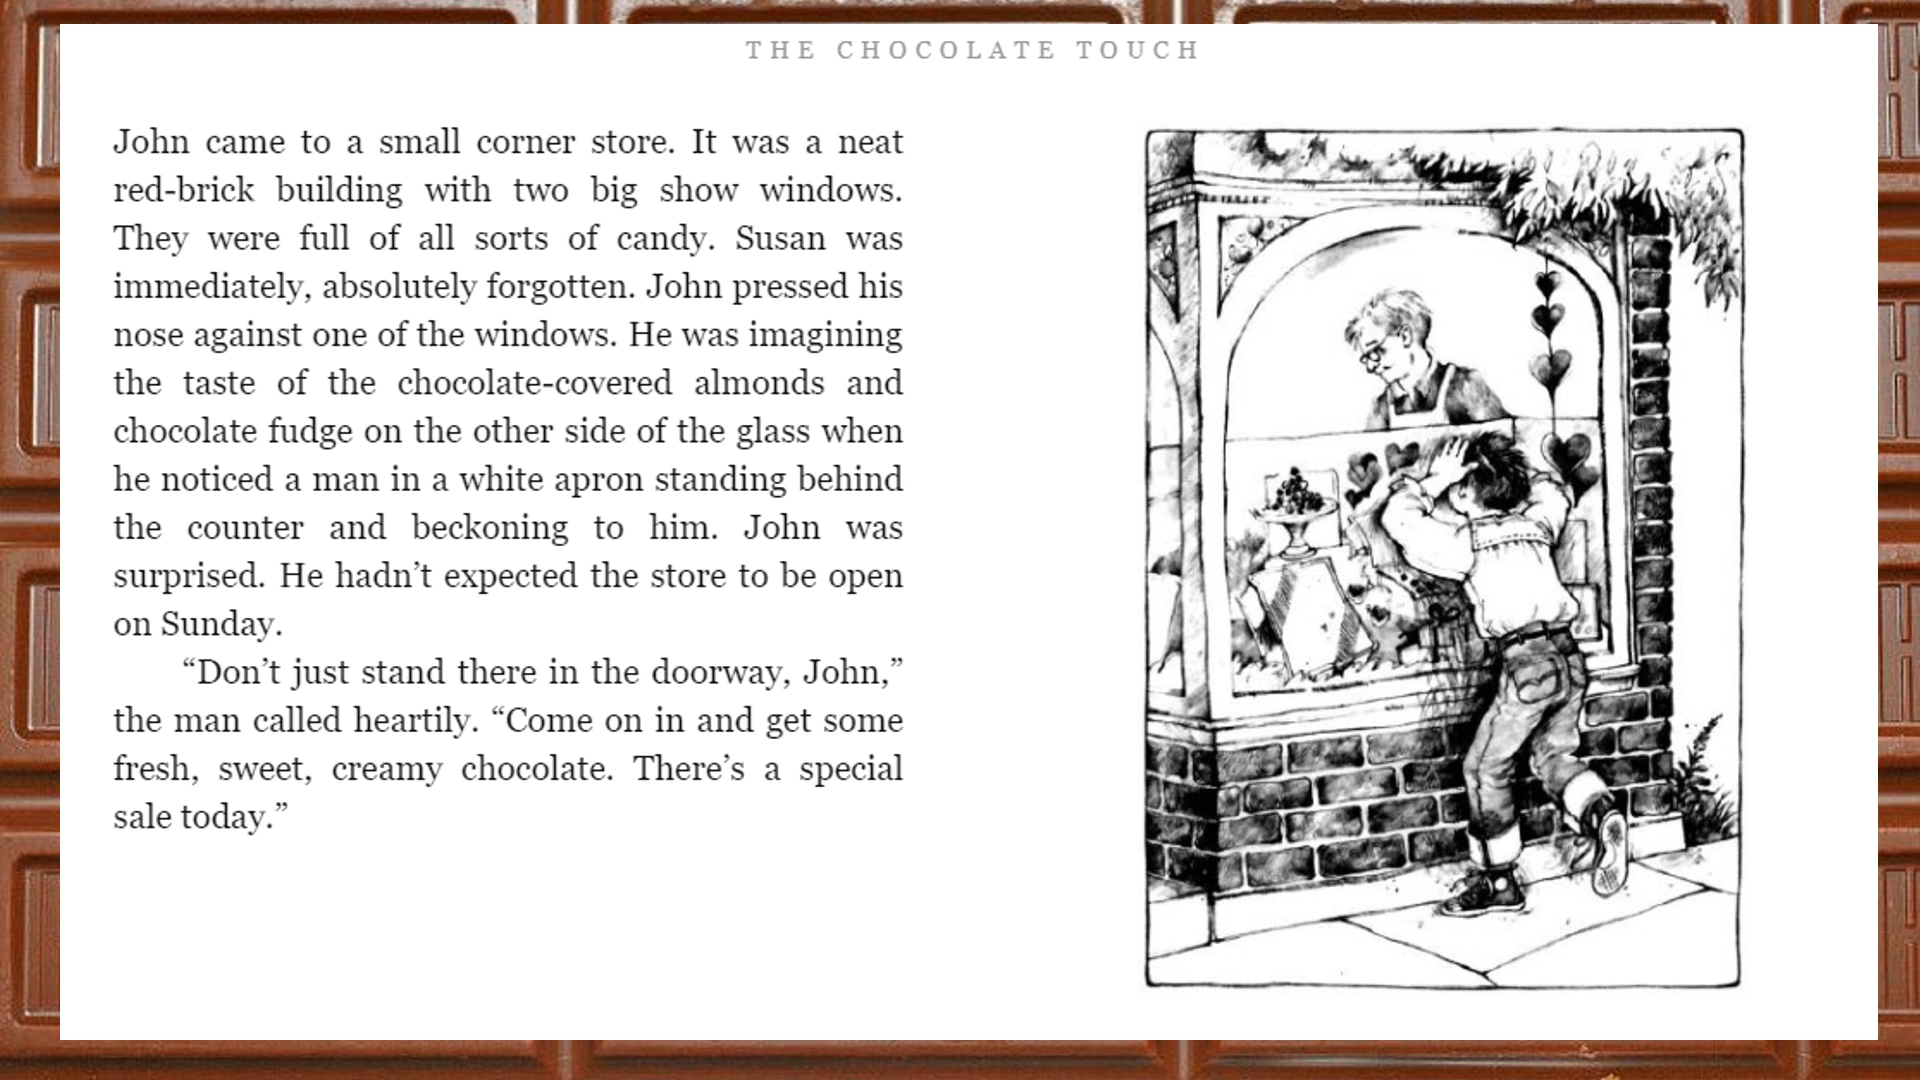 THE CHOCOLATE TOUCH
John came to a small corner store. It was a neat
red-brick building with two big show windows.
They were full of all sorts of candy. Susan was
immediately, absolutely forgotten. John pressed his
nose against one of the windows. He was imagining
the taste of the chocolate-covered almonds and
chocolate fudge on the other side of the glass when
he noticed a man in a white apron standing behind
the counter and beckoning to him. John was
surprised. He hadn’t expected the store to be open
on Sunday.
“Don’t just stand there in the doorway, John,”
the man called heartily. “Come on in and get some
fresh, sweet, creamy chocolate. There’s a special
sale today.”